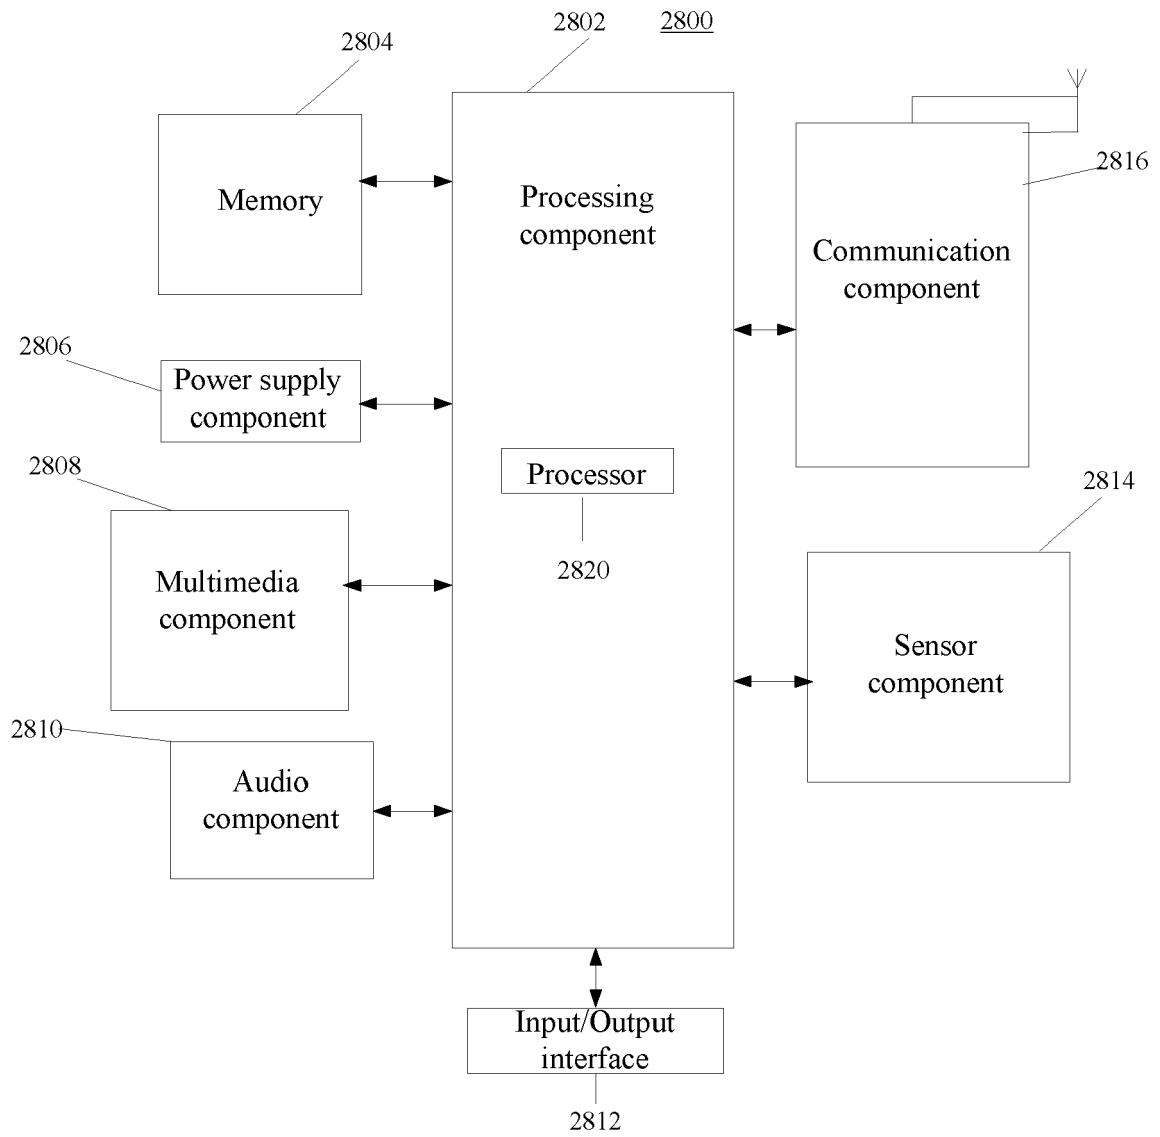 2802
2800
2804
Memory
Processing
component
2816
Communication
component
2806
Power supply
component
2808
Processor
2814
2820
Multimedia
component
Sensor
component
2810
Audio
component
Input/Output
interface
2812